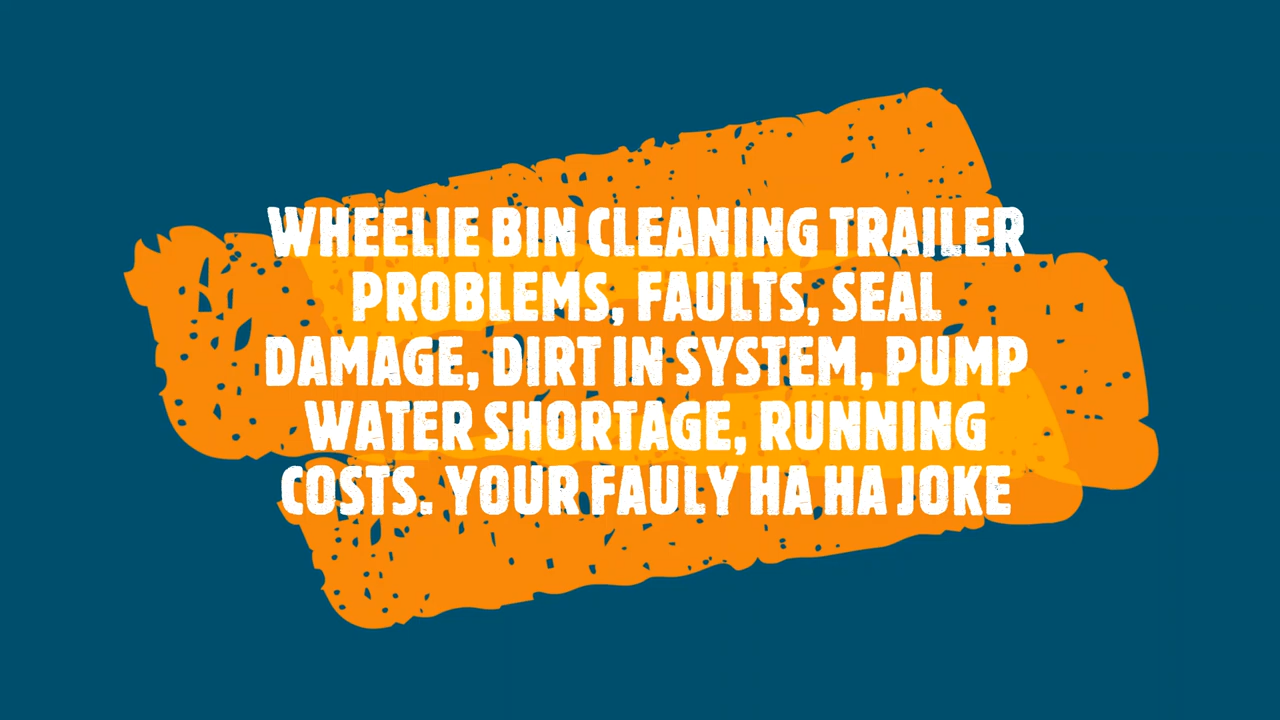 WHEELIE BIN CLEANING TRAILER
PROBLEMS, FAULTS, SEAL
DAMAGE, DIRT IN SYSTEM, PUMP
WATER SHORTAGE, RUNNING
COSTS. YOUR FAULY HA HA JOKE